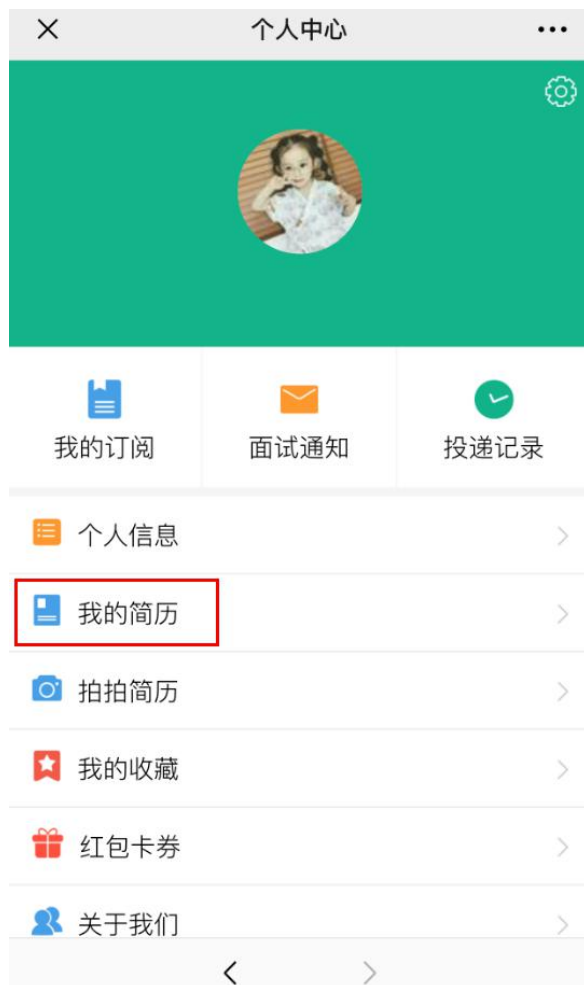 个人中心
我的订阅 面试通知 投递记录
个人信息
我的简历
拍拍简历
我的收藏
红包卡券
关于我们